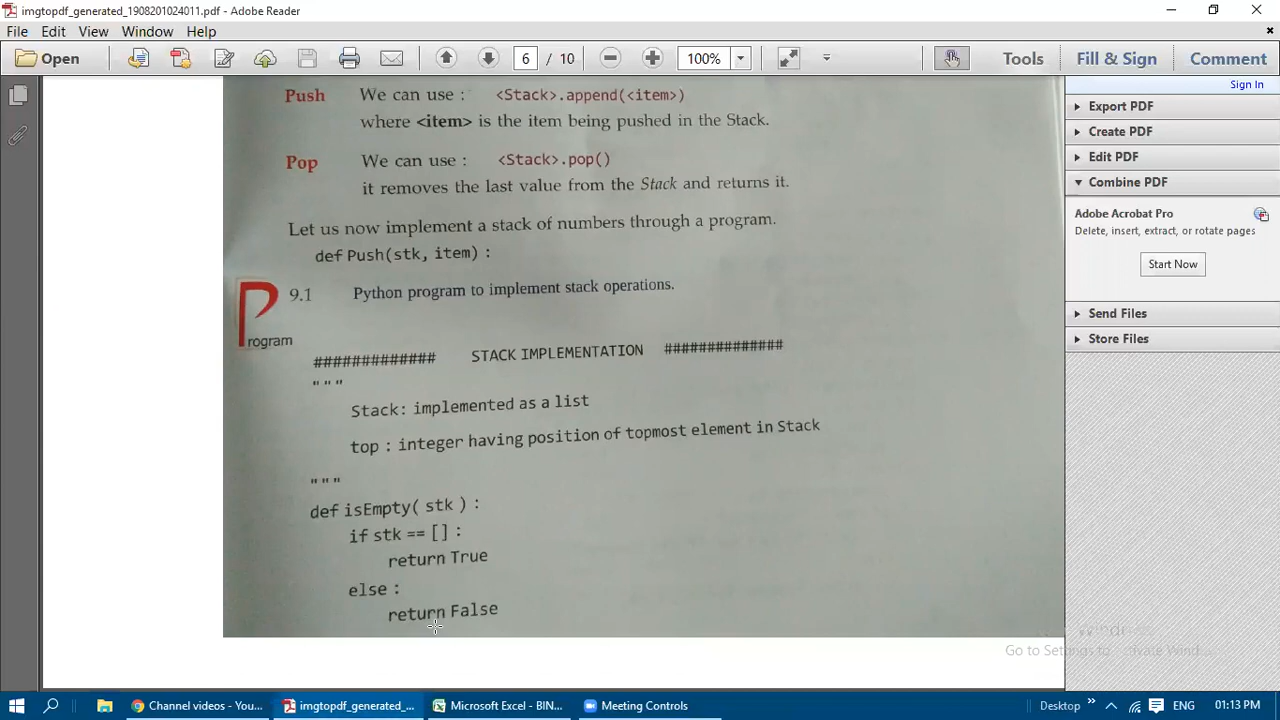 imgtopdf_generated_1908201024011.pdf - Adobe Reader
File Edit View Window Help
Open 6 / 10 100% Tools Fill & Sign Comment
Sign In
Export PDF
Create PDF
Edit PDF
Combine PDF
Adobe Acrobat Pro
Delete, insert, extract, or rotate pages
Start Now
Send Files
Store Files
Push We can use : <Stack>.append(<item>)
where <item> is the item being pushed in the Stack.
Pop We can use : <Stack>.pop()
it removes the last value from the Stack and returns it.
Let us now implement a stack of numbers through a program.
def Push(stk, item) :
Program 9.1 Python program to implement stack operations.
############# STACK IMPLEMENTATION ##############
"""
Stack: implemented as a list
top : integer having position of topmost element in Stack
"""
def isEmpty( stk ) :
if stk == [] :
return True
else :
return False
Go to Settings to activate Wind...
Channel videos - You... imgtopdf_generated_... Microsoft Excel - BIN... Meeting Controls Desktop ENG 01:13 PM